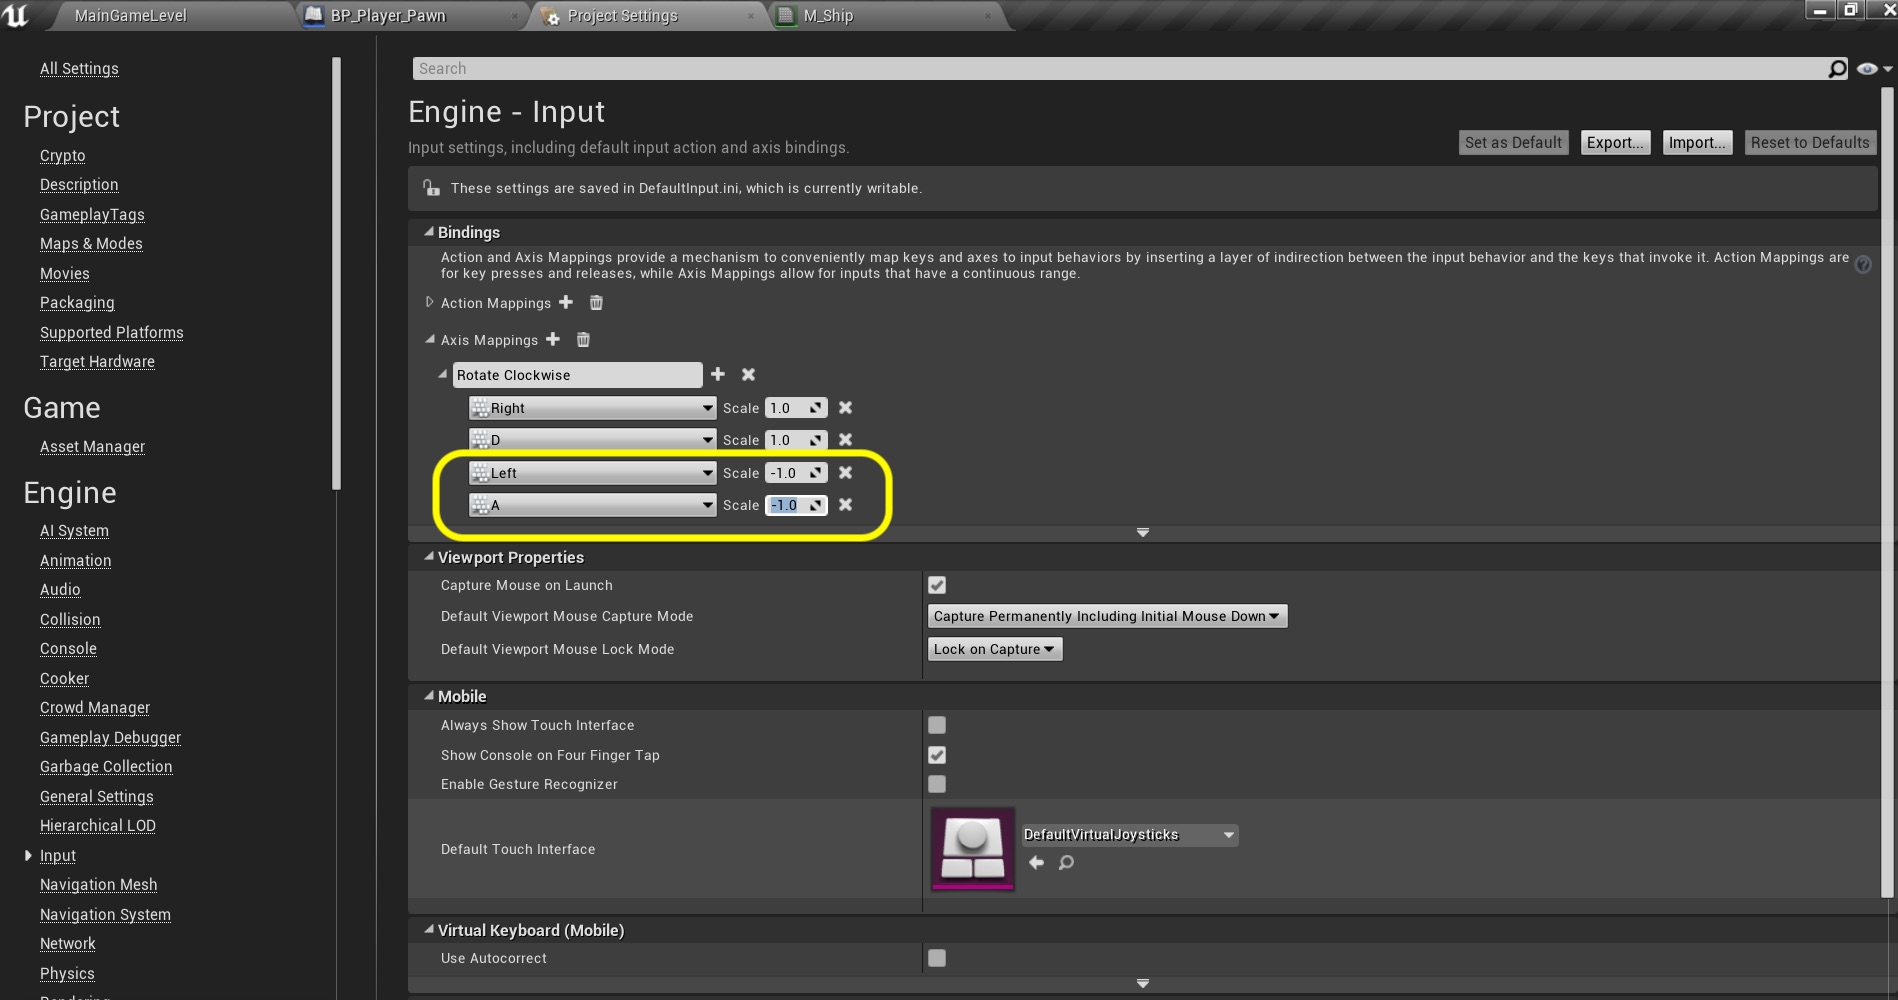 MainGameLevel
BP_Player_Pawn
Project Settings
M_Ship
All Settings
Project
Crypto
Description
GameplayTags
Maps & Modes
Movies
Packaging
Supported Platforms
Target Hardware
Game
Asset Manager
Engine
AI System
Animation
Audio
Collision
Console
Cooker
Crowd Manager
Gameplay Debugger
Garbage Collection
General Settings
Hierarchical LOD
Input
Navigation Mesh
Navigation System
Network
Physics
Rendering
Search
Engine - Input
Input settings, including default input action and axis bindings.
Set as Default
Export...
Import...
Reset to Defaults
These settings are saved in DefaultInput.ini, which is currently writable.
Bindings
Action and Axis Mappings provide a mechanism to conveniently map keys and axes to input behaviors by inserting a layer of indirection between the input behavior and the keys that invoke it. Action Mappings are
for key presses and releases, while Axis Mappings allow for inputs that have a continuous range.
Action Mappings
Axis Mappings
Rotate Clockwise
Right Scale 1.0
D Scale 1.0
Left Scale -1.0
A Scale -1.0
Viewport Properties
Capture Mouse on Launch
Default Viewport Mouse Capture Mode Capture Permanently Including Initial Mouse Down
Default Viewport Mouse Lock Mode Lock on Capture
Mobile
Always Show Touch Interface
Show Console on Four Finger Tap
Enable Gesture Recognizer
Default Touch Interface DefaultVirtualJoysticks
Virtual Keyboard (Mobile)
Use Autocorrect